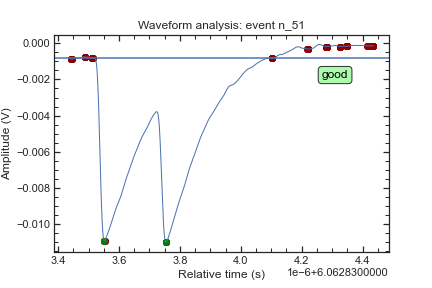 Waveform analysis: event n_51
0.000
−0.002
−0.004
−0.006
−0.008
−0.010
Amplitude (V)
good
3.4
3.6
3.8
4.0
4.2
4.4
Relative time (s)
1e−6+6.0628300000